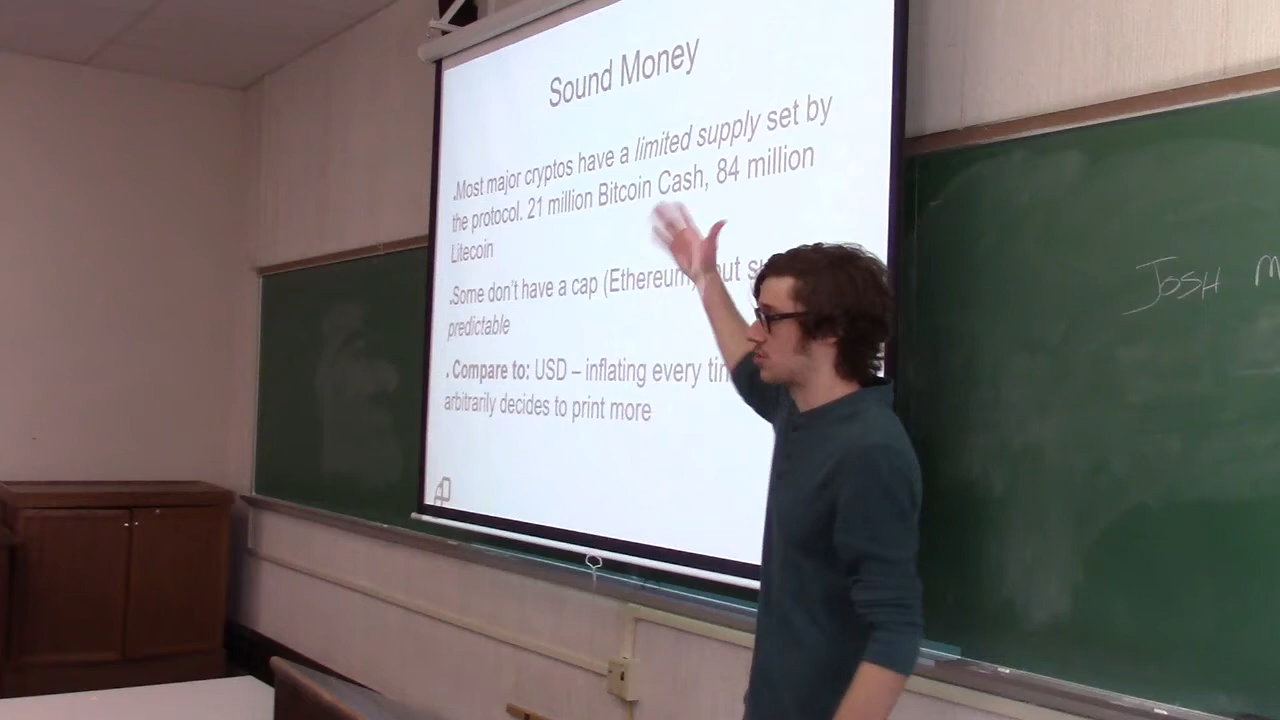 Sound Money
.Most major cryptos have a limited supply set by
the protocol. 21 million Bitcoin Cash, 84 million
Litecoin
.Some don't have a cap (Ethereum) but
predictable
. Compare to: USD – inflating every
arbitrarily decides to print more
JOSH M